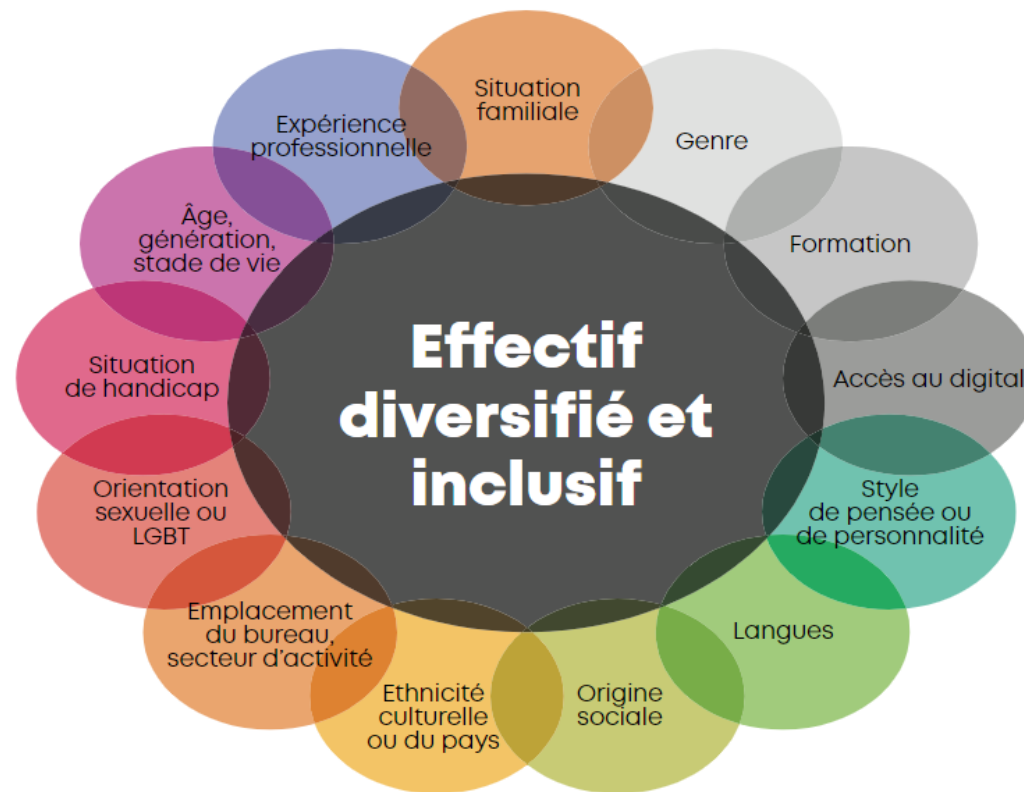 Situation
familiale
Genre
Formation
Accès au digital
Style
de pensée ou
de personnalité
Langues
Origine
sociale
Ethnicité
culturelle
ou du pays
Emplacement
du bureau,
secteur d’activité
Orientation
sexuelle ou
LGBT
Situation
de handicap
Âge,
génération,
stade de vie
Expérience
professionnelle
Effectif
diversifié et
inclusif